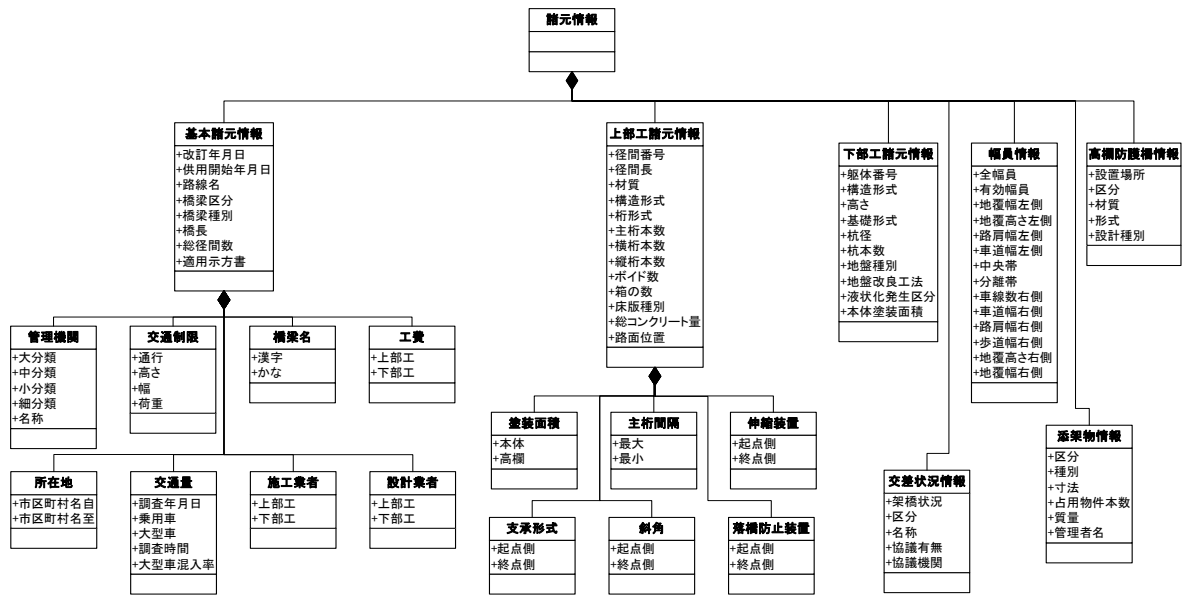 諸元情報
基本諸元情報
+改訂年月日
+供用開始年月日
+路線名
+橋梁区分
+橋梁種別
+橋長
+総径間数
+適用示方書
上部工諸元情報
+径間番号
+径間長
+材質
+構造形式
+桁形式
+主桁本数
+横桁本数
+縦桁本数
+ボイド数
+箱の数
+床版種別
+総コンクリート量
+路面位置
下部工諸元情報
+躯体番号
+構造形式
+高さ
+基礎形式
+杭径
+杭本数
+地盤種別
+地盤改良工法
+液状化発生区分
+本体塗装面積
幅員情報
+全幅員
+有効幅員
+地覆幅左側
+地覆高さ左側
+路肩幅左側
+車道幅左側
+中央帯
+分離帯
+車線数右側
+車道幅右側
+路肩幅右側
+歩道幅右側
+地覆高さ右側
+地覆幅右側
高欄防護柵情報
+設置場所
+区分
+材質
+形式
+設計種別
管理機関
+大分類
+中分類
+小分類
+細分類
+名称
交通制限
+通行
+高さ
+幅
+荷重
橋梁名
+漢字
+かな
工費
+上部工
+下部工
塗装面積
+本体
+高欄
主桁間隔
+最大
+最小
伸縮装置
+起点側
+終点側
添架物情報
+区分
+種別
+寸法
+占用物件本数
+質量
+管理者名
所在地
+市区町村名自
+市区町村名至
交通量
+調査年月日
+乗用車
+大型車
+調査時間
+大型車混入率
施工業者
+上部工
+下部工
設計業者
+上部工
+下部工
交差状況情報
+架橋状況
+区分
+名称
+協議有無
+協議機関
支承形式
+起点側
+終点側
斜角
+起点側
+終点側
落橋防止装置
+起点側
+終点側